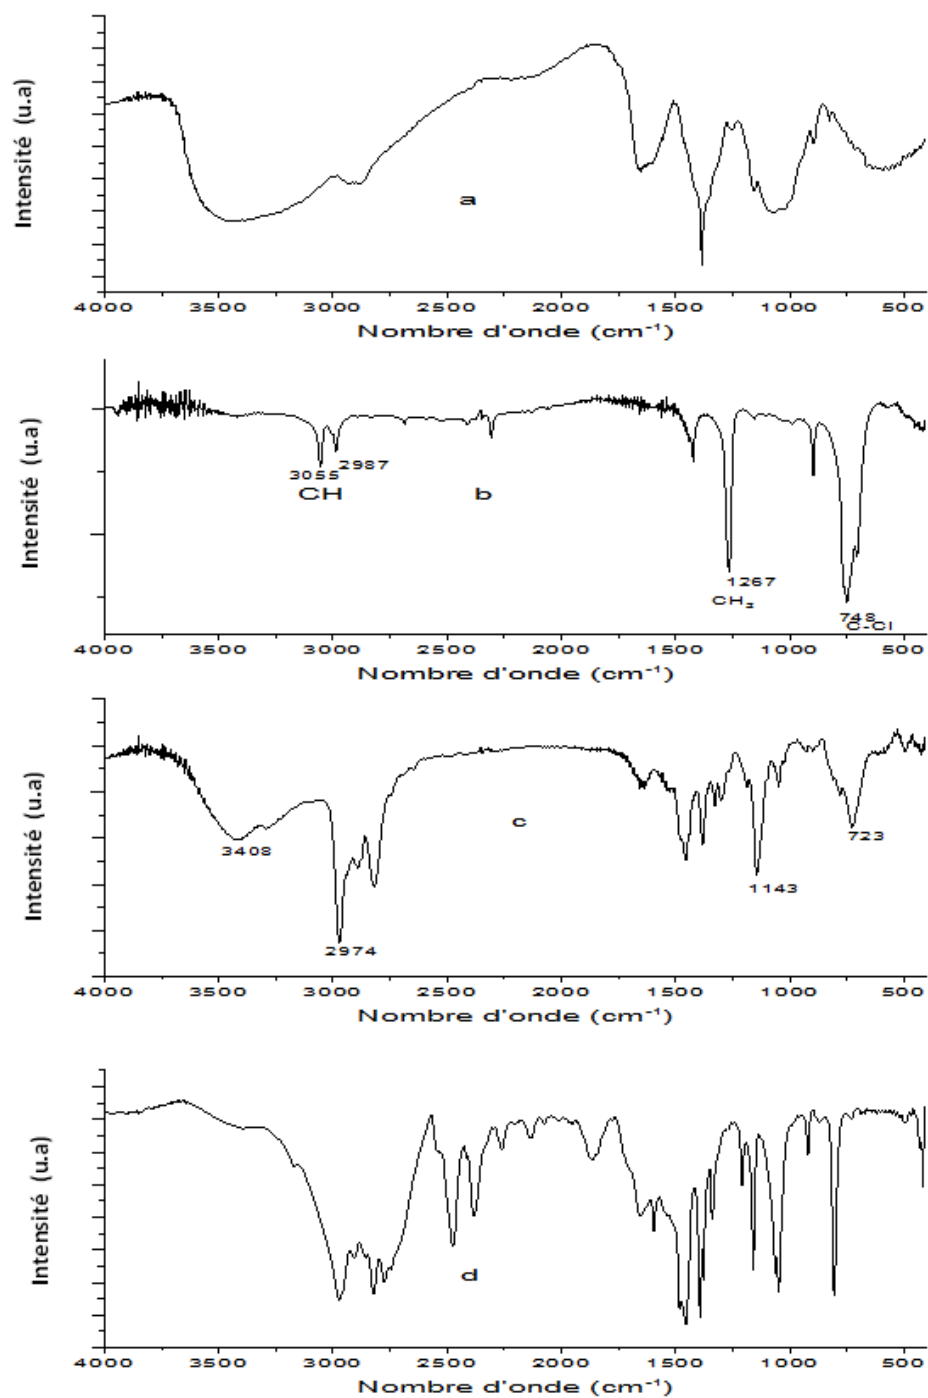 Intensité (u.a)
a
4000 3500 3000 2500 2000 1500 1000 500
Nombre d'onde (cm⁻¹)
Intensité (u.a)
3055
2987
CH
b
1267
CH₂
748
C-Cl
4000 3500 3000 2500 2000 1500 1000 500
Nombre d'onde (cm⁻¹)
Intensité (u.a)
c
3408
2974
1143
723
4000 3500 3000 2500 2000 1500 1000 500
Nombre d'onde (cm⁻¹)
Intensité (u.a)
d
4000 3500 3000 2500 2000 1500 1000 500
Nombre d'onde (cm⁻¹)